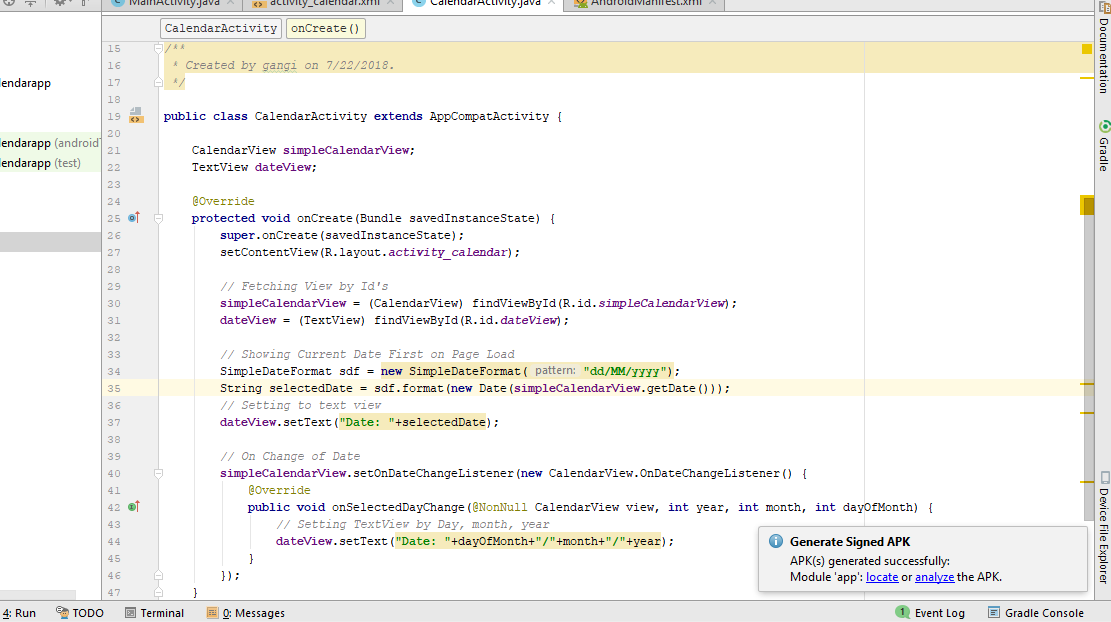 MainActivity.java
activity_calendar.xml
CalendarActivity.java
AndroidManifest.xml
CalendarActivity
onCreate()
lendarapp
lendarapp (android
lendarapp (test)
15 /**
16 * Created by gangi on 7/22/2018.
17 */
18
19 public class CalendarActivity extends AppCompatActivity {
20
21 CalendarView simpleCalendarView;
22 TextView dateView;
23
24 @Override
25 protected void onCreate(Bundle savedInstanceState) {
26 super.onCreate(savedInstanceState);
27 setContentView(R.layout.activity_calendar);
28
29 // Fetching View by Id's
30 simpleCalendarView = (CalendarView) findViewById(R.id.simpleCalendarView);
31 dateView = (TextView) findViewById(R.id.dateView);
32
33 // Showing Current Date First on Page Load
34 SimpleDateFormat sdf = new SimpleDateFormat( pattern: "dd/MM/yyyy");
35 String selectedDate = sdf.format(new Date(simpleCalendarView.getDate()));
36 // Setting to text view
37 dateView.setText("Date: "+selectedDate);
38
39 // On Change of Date
40 simpleCalendarView.setOnDateChangeListener(new CalendarView.OnDateChangeListener() {
41 @Override
42 public void onSelectedDayChange(@NonNull CalendarView view, int year, int month, int dayOfMonth) {
43 // Setting TextView by Day, month, year
44 dateView.setText("Date: "+dayOfMonth+"/"+month+"/"+year);
45 }
46 });
47 }
Generate Signed APK
APK(s) generated successfully:
Module 'app': locate or analyze the APK.
Documentation
Gradle
Device File Explorer
4: Run
TODO
Terminal
0: Messages
1 Event Log
Gradle Console